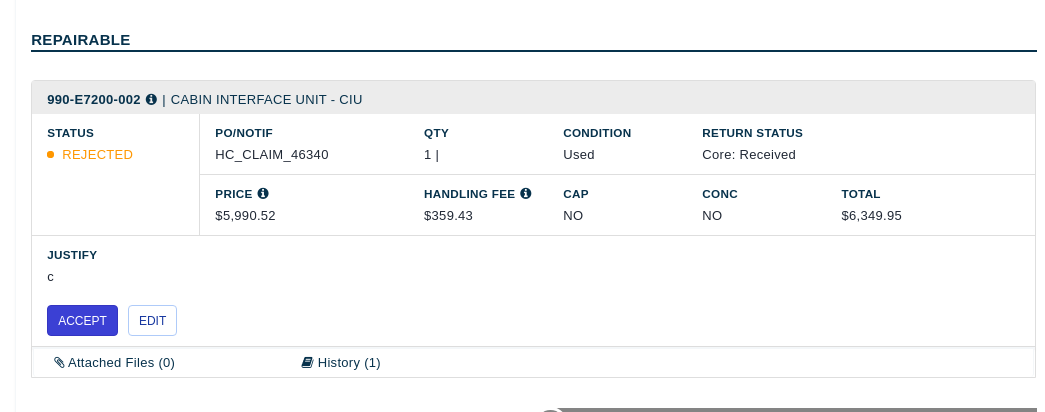 REPAIRABLE
990-E7200-002 | CABIN INTERFACE UNIT - CIU
STATUS
REJECTED
PO/NOTIF QTY CONDITION RETURN STATUS
HC_CLAIM_46340 1 | Used Core: Received
PRICE HANDLING FEE CAP CONC TOTAL
$5,990.52 $359.43 NO NO $6,349.95
JUSTIFY
c
ACCEPT EDIT
Attached Files (0) History (1)